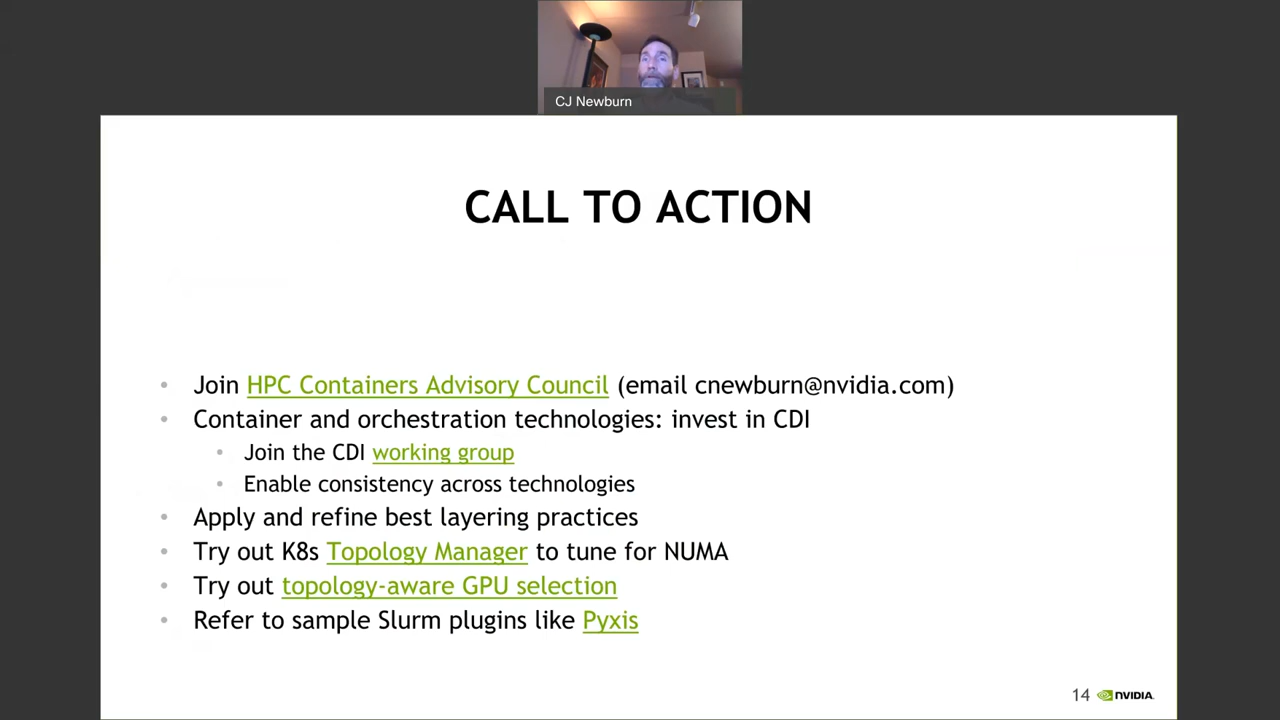 CJ Newburn
CALL TO ACTION
• Join HPC Containers Advisory Council (email cnewburn@nvidia.com)
• Container and orchestration technologies: invest in CDI
• Join the CDI working group
• Enable consistency across technologies
• Apply and refine best layering practices
• Try out K8s Topology Manager to tune for NUMA
• Try out topology-aware GPU selection
• Refer to sample Slurm plugins like Pyxis
14 NVIDIA.